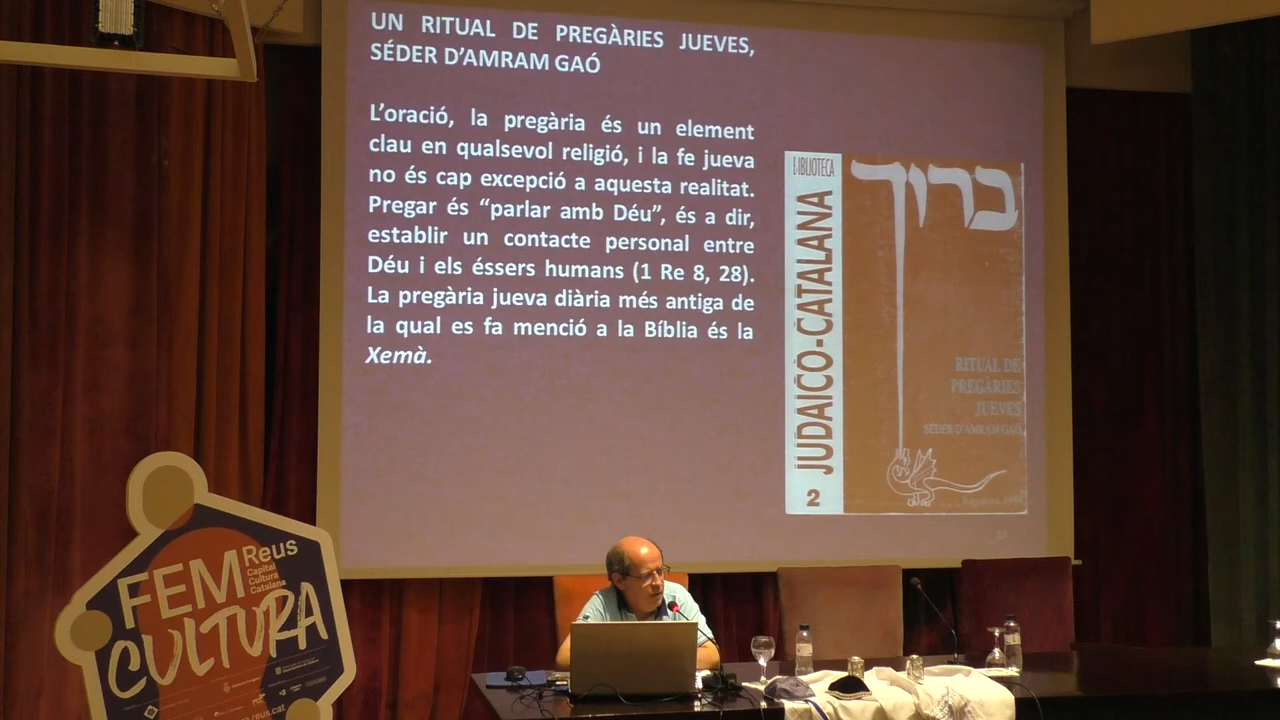 UN RITUAL DE PREGÀRIES JUEVES,
SÉDER D'AMRAM GAÓ
L'oració, la pregària és un element
clau en qualsevol religió, i la fe jueva
no és cap excepció a aquesta realitat.
Pregar és “parlar amb Déu”, és a dir,
establir un contacte personal entre
Déu i els éssers humans (1 Re 8, 28).
La pregària jueva diària més antiga de
la qual es fa menció a la Bíblia és la
Xemà.
BIBLIOTECA
JUDAICO-CATALANA
2
ברוך
RITUAL DE
PREGÀRIES
JUEVES
SÉDER D'AMRAM GAÓ
FEM
CULTURA
Reus
Capital
Cultura
Catalana
reus.cat